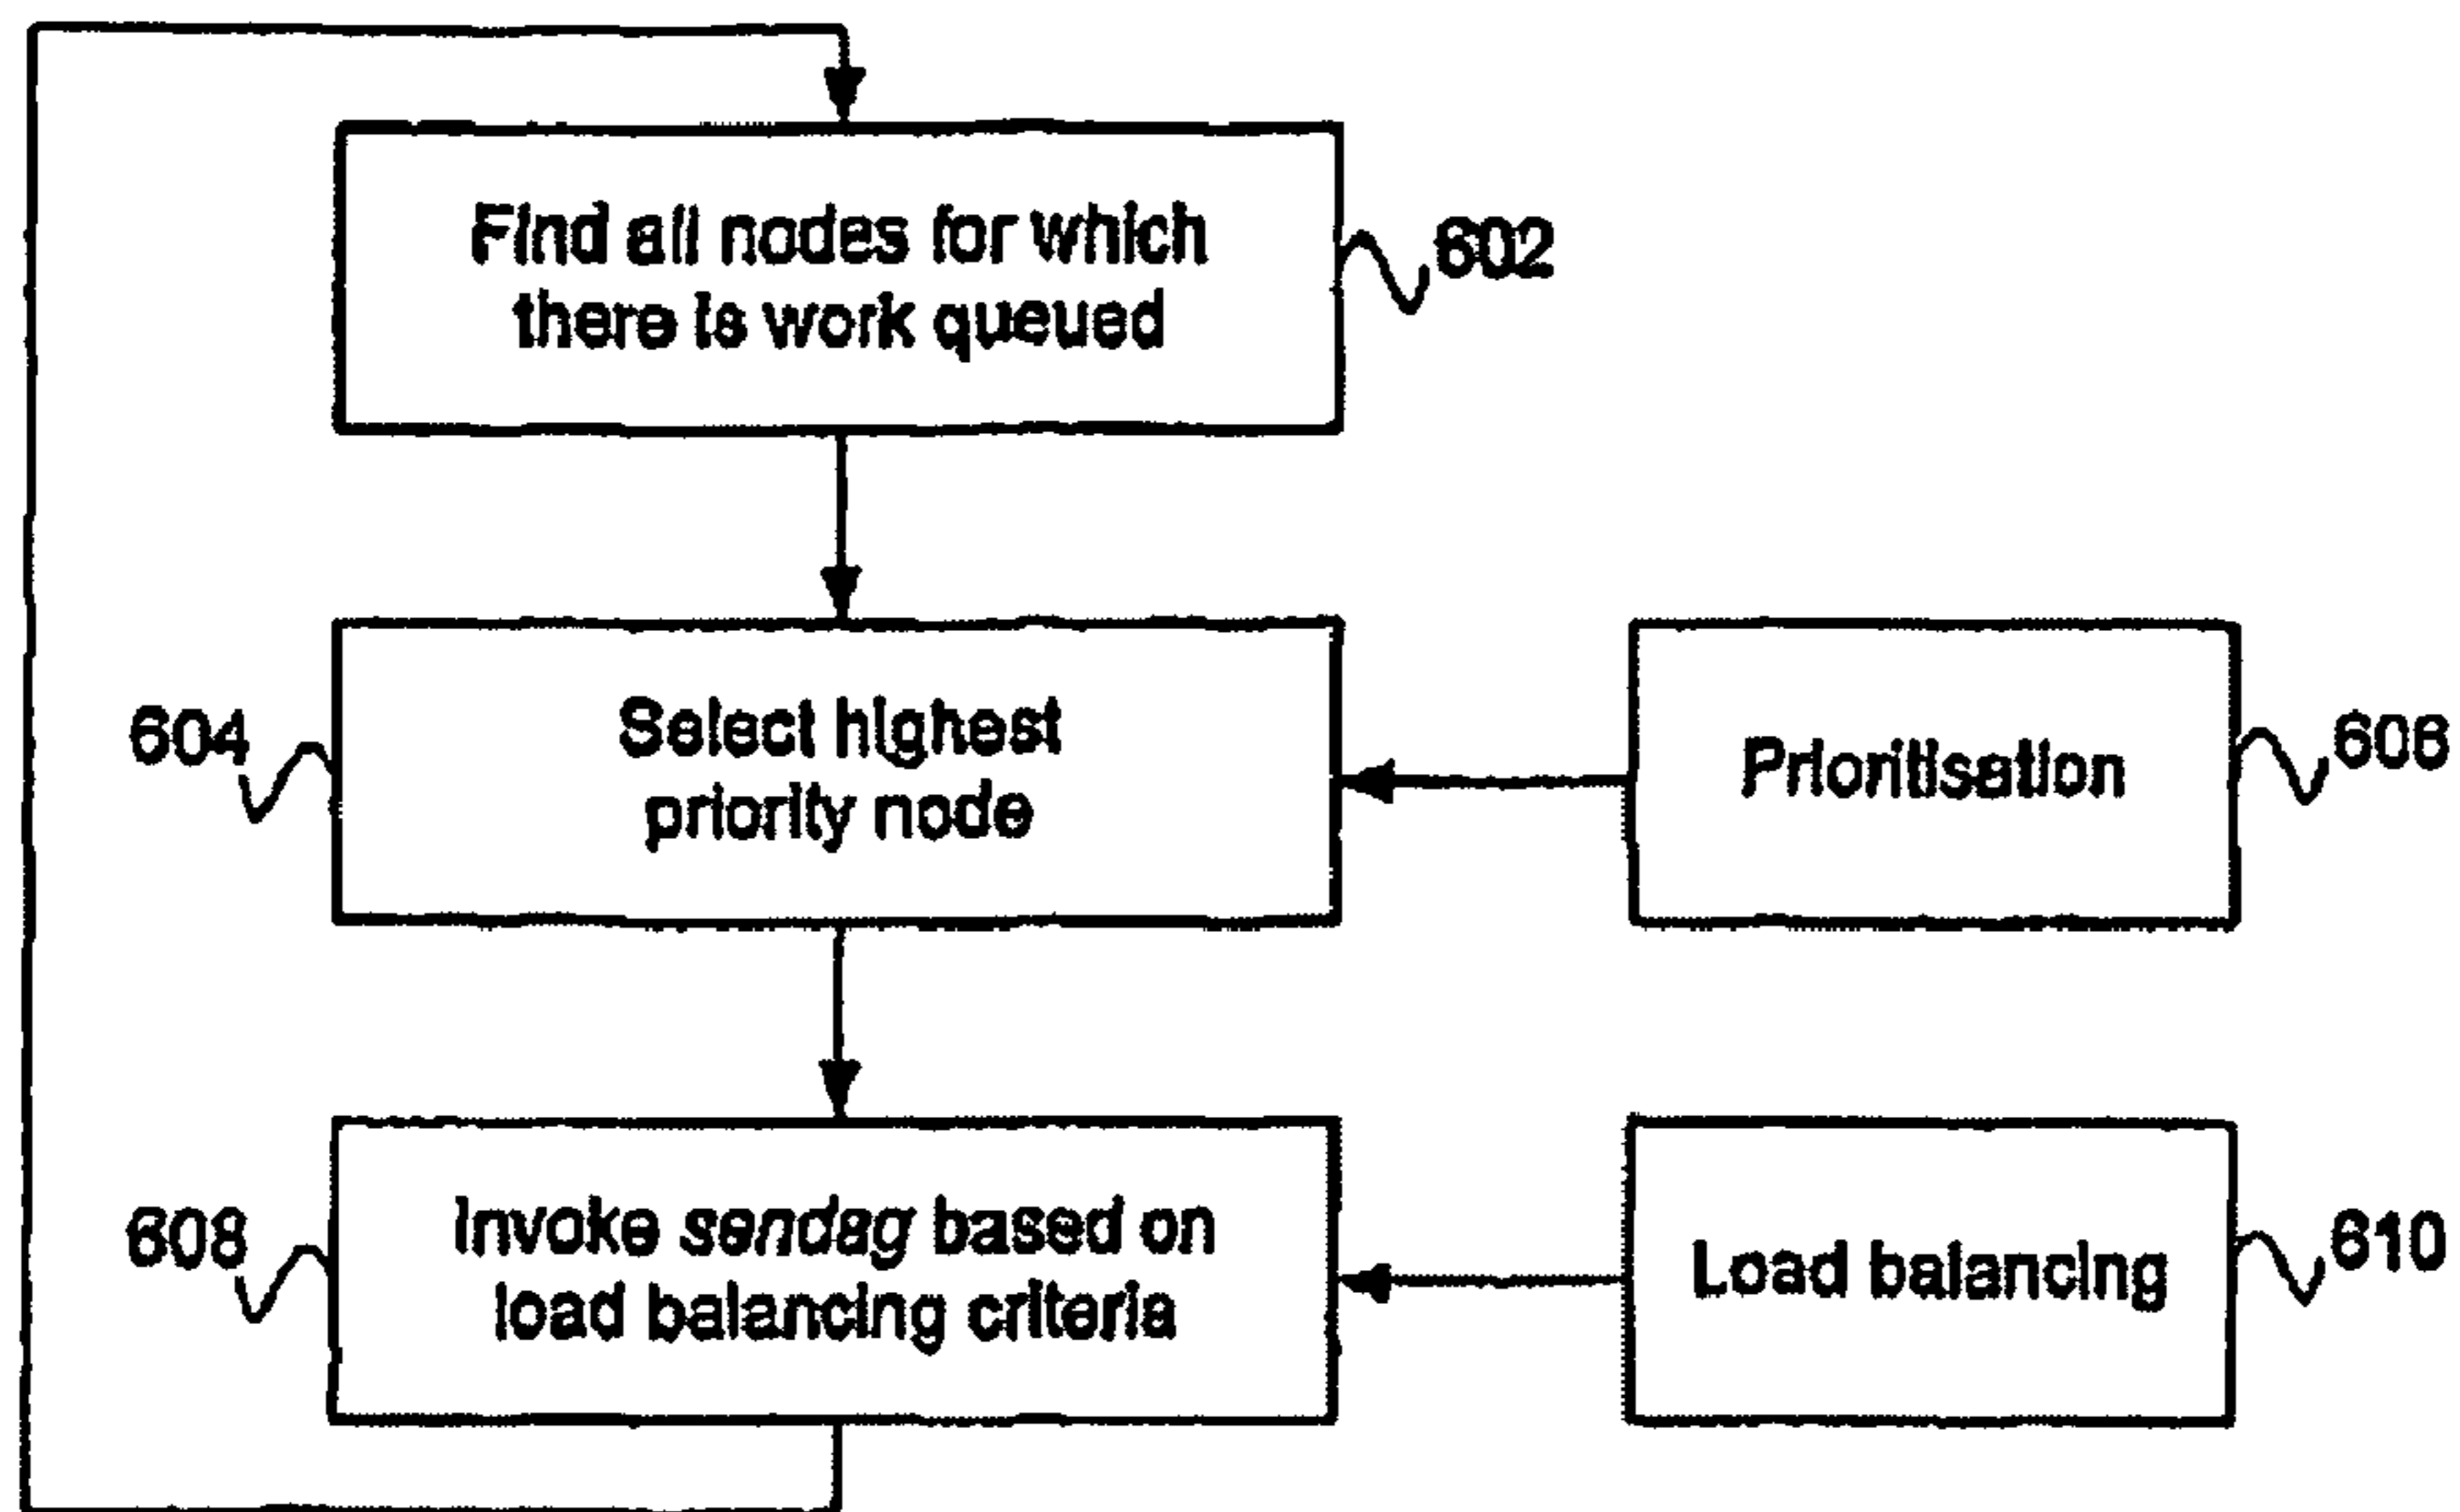 Find all nodes for which
there is work queued
602
604
Select highest
priority node
Prioritisation
606
608
Invoke sendag based on
load balancing criteria
Load balancing
610